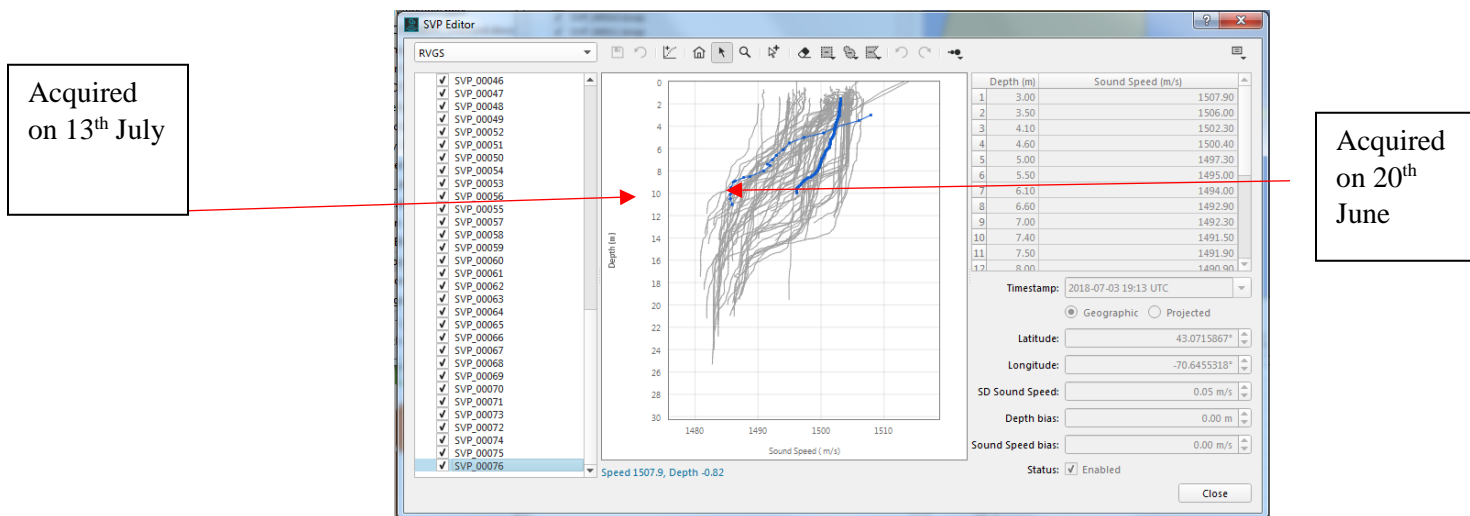 SVP Editor
Acquired
on 13th July
RVGS
SVP_00046
SVP_00047
SVP_00048
SVP_00049
SVP_00052
SVP_00051
SVP_00050
SVP_00054
SVP_00053
SVP_00056
SVP_00055
SVP_00057
SVP_00058
SVP_00059
SVP_00060
SVP_00061
SVP_00062
SVP_00063
SVP_00064
SVP_00065
SVP_00066
SVP_00067
SVP_00068
SVP_00069
SVP_00070
SVP_00071
SVP_00073
SVP_00072
SVP_00074
SVP_00075
SVP_00076
0
2
4
6
8
10
12
14
16
18
20
22
24
26
28
30
Depth (m)
1480 1490 1500 1510
Sound Speed ( m/s)
Speed 1507.9, Depth -0.82
Depth (m) Sound Speed (m/s)
1 3.00 1507.90
2 3.50 1506.00
3 4.10 1502.30
4 4.60 1500.40
5 5.00 1497.30
6 5.50 1495.00
7 6.10 1494.00
8 6.60 1492.90
9 7.00 1492.30
10 7.40 1491.50
11 7.50 1491.90
12 8.00 1490.90
Timestamp: 2018-07-03 19:13 UTC
Geographic Projected
Latitude: 43.0715867°
Longitude: -70.6455318°
SD Sound Speed: 0.05 m/s
Depth bias: 0.00 m
Sound Speed bias: 0.00 m/s
Status: Enabled
Close
Acquired
on 20th
June